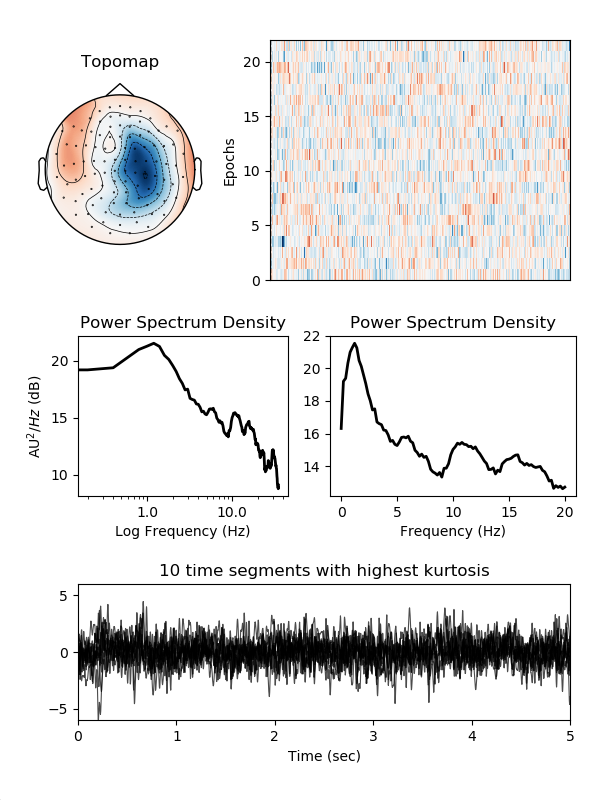 Topomap
Epochs
20
15
10
5
0
Power Spectrum Density
AU²/Hz (dB)
20
15
10
1.0 10.0
Log Frequency (Hz)
Power Spectrum Density
22
20
18
16
14
0 5 10 15 20
Frequency (Hz)
10 time segments with highest kurtosis
5
0
−5
0 1 2 3 4 5
Time (sec)